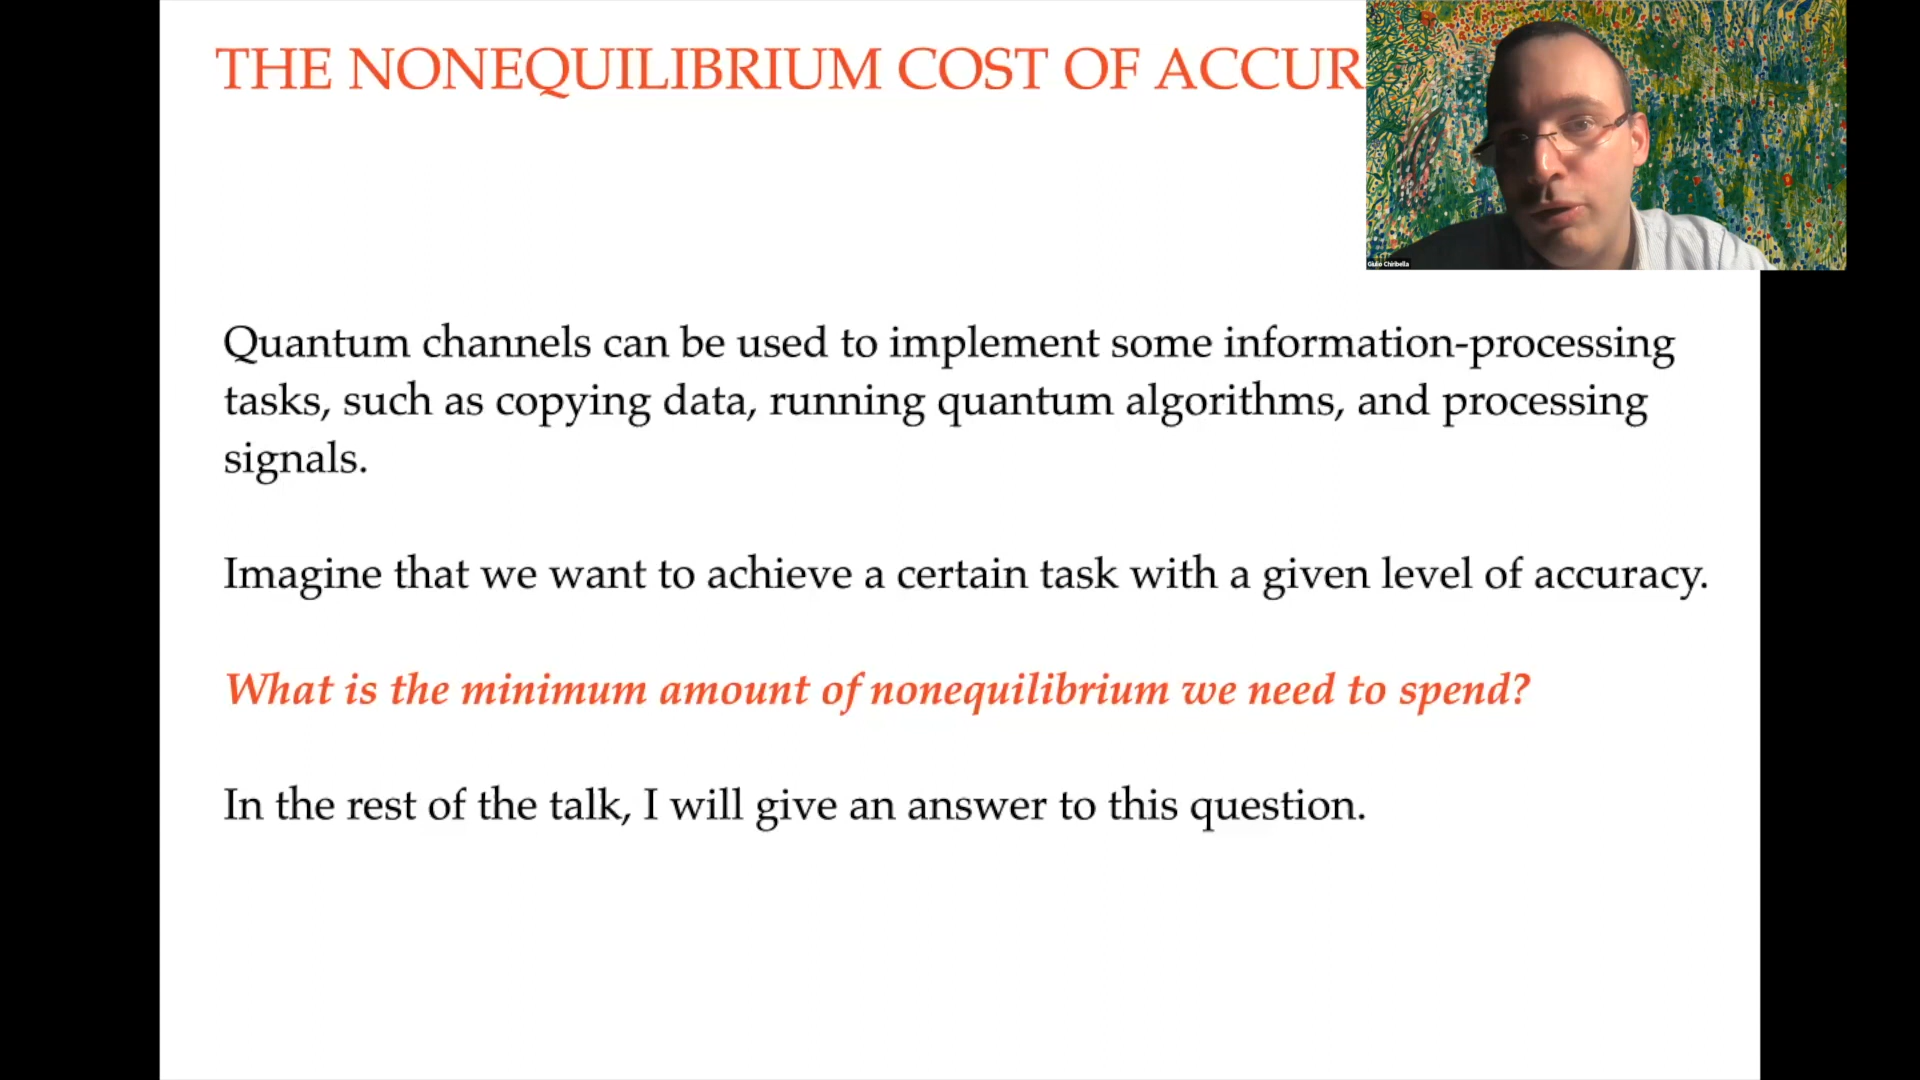 THE NONEQUILIBRIUM COST OF ACCUR
Giulio Chiribella
Quantum channels can be used to implement some information-processing
tasks, such as copying data, running quantum algorithms, and processing
signals.
Imagine that we want to achieve a certain task with a given level of accuracy.
What is the minimum amount of nonequilibrium we need to spend?
In the rest of the talk, I will give an answer to this question.